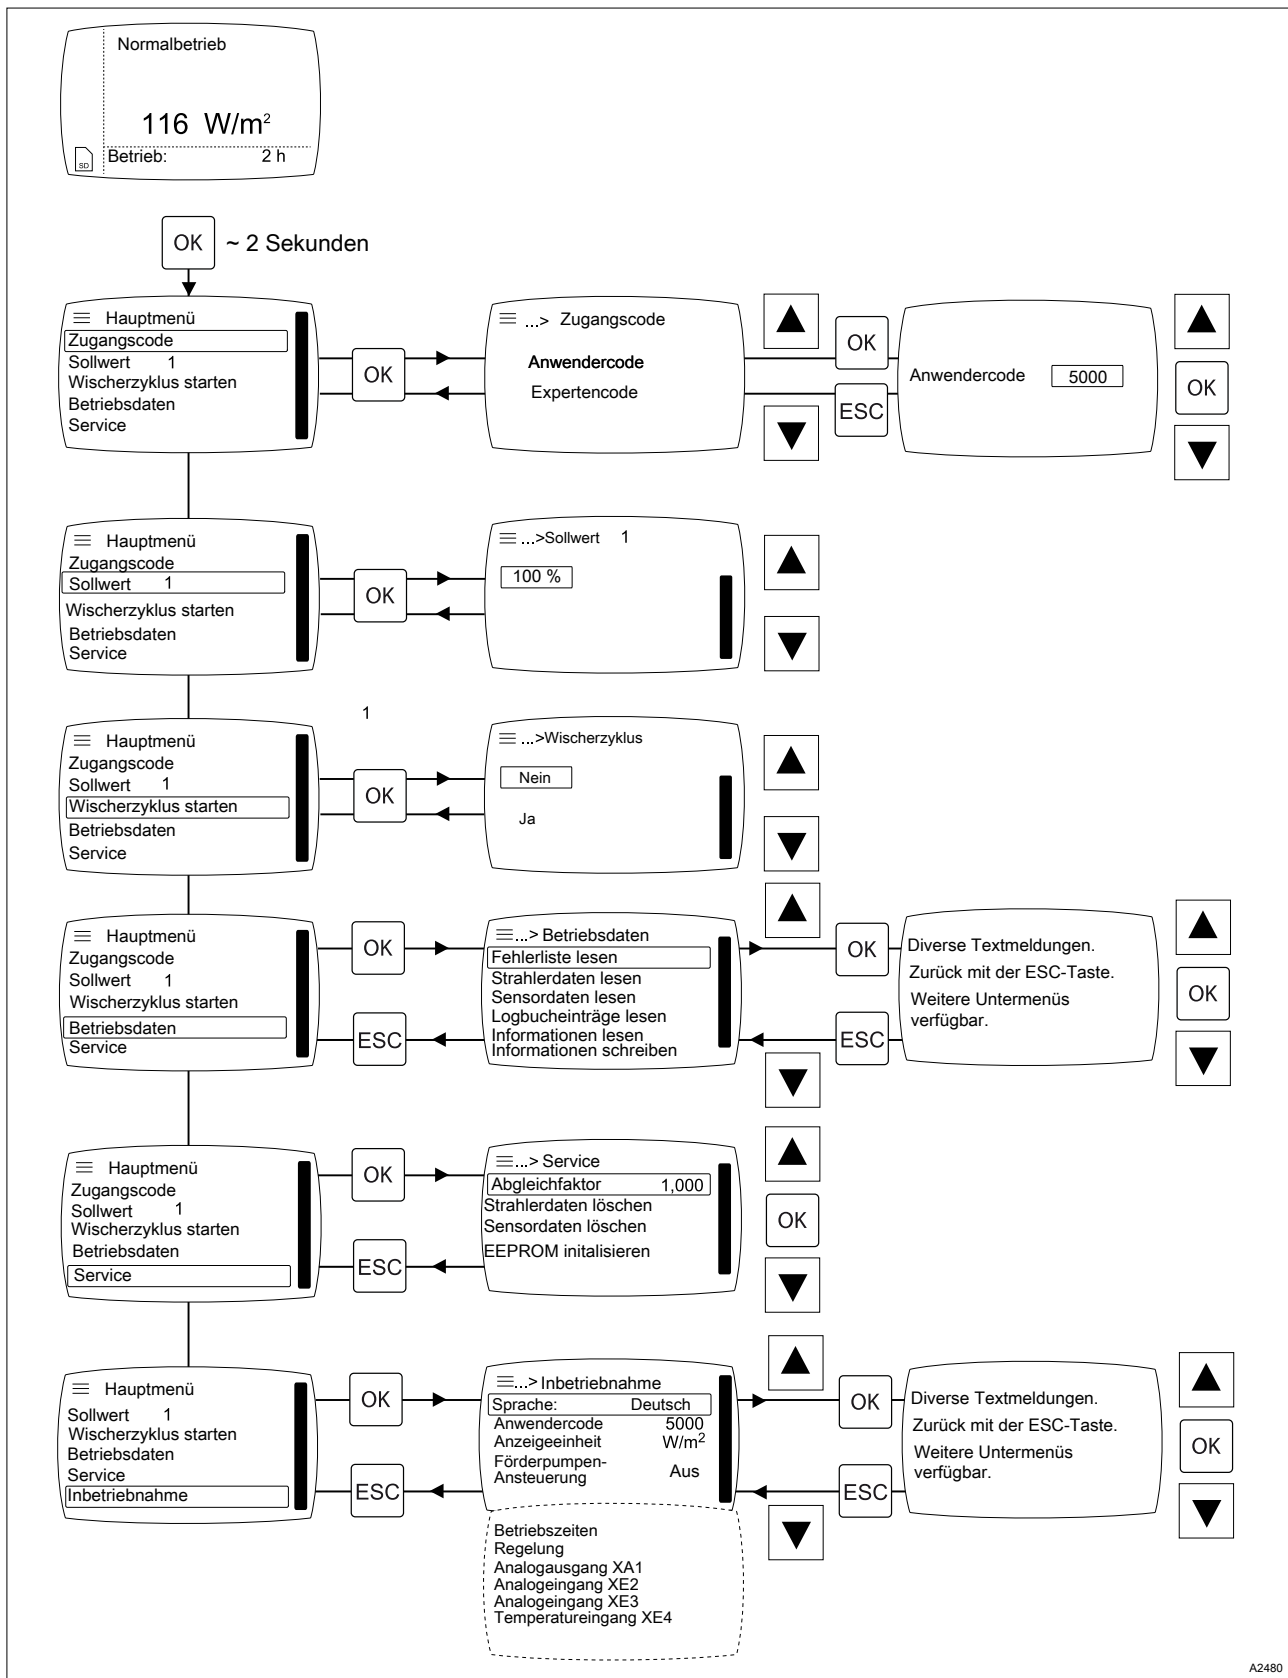 Normalbetrieb
116 W/m²
SD
Betrieb: 2 h
OK ~ 2 Sekunden
Hauptmenü
Zugangscode
Sollwert 1
Wischerzyklus starten
Betriebsdaten
Service
OK
...> Zugangscode
Anwendercode
Expertencode
OK
ESC
Anwendercode 5000
OK
Hauptmenü
Zugangscode
Sollwert 1
Wischerzyklus starten
Betriebsdaten
Service
OK
...>Sollwert 1
100 %
1
Hauptmenü
Zugangscode
Sollwert 1
Wischerzyklus starten
Betriebsdaten
Service
OK
...>Wischerzyklus
Nein
Ja
Hauptmenü
Zugangscode
Sollwert 1
Wischerzyklus starten
Betriebsdaten
Service
OK
ESC
...> Betriebsdaten
Fehlerliste lesen
Strahlerdaten lesen
Sensordaten lesen
Logbucheinträge lesen
Informationen lesen
Informationen schreiben
OK
ESC
Diverse Textmeldungen.
Zurück mit der ESC-Taste.
Weitere Untermenüs
verfügbar.
OK
Hauptmenü
Zugangscode
Sollwert 1
Wischerzyklus starten
Betriebsdaten
Service
OK
ESC
...> Service
Abgleichfaktor 1,000
Strahlerdaten löschen
Sensordaten löschen
EEPROM initalisieren
OK
Hauptmenü
Sollwert 1
Wischerzyklus starten
Betriebsdaten
Service
Inbetriebnahme
OK
ESC
...> Inbetriebnahme
Sprache: Deutsch
Anwendercode 5000
Anzeigeeinheit W/m²
Förderpumpen-
Ansteuerung Aus
Betriebszeiten
Regelung
Analogausgang XA1
Analogeingang XE2
Analogeingang XE3
Temperatureingang XE4
OK
ESC
Diverse Textmeldungen.
Zurück mit der ESC-Taste.
Weitere Untermenüs
verfügbar.
OK
A2480